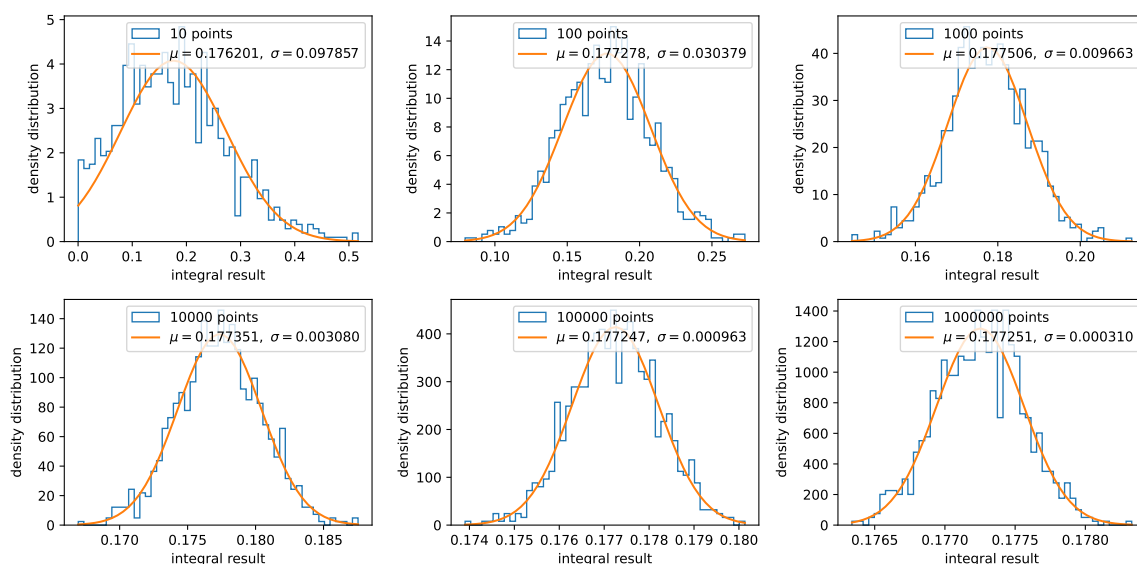 10 points
μ = 0.176201, σ = 0.097857
density distribution
5
4
3
2
1
0
0.0 0.1 0.2 0.3 0.4 0.5
integral result
100 points
μ = 0.177278, σ = 0.030379
density distribution
14
12
10
8
6
4
2
0
0.10 0.15 0.20 0.25
integral result
1000 points
μ = 0.177506, σ = 0.009663
density distribution
40
30
20
10
0
0.16 0.18 0.20
integral result
10000 points
μ = 0.177351, σ = 0.003080
density distribution
140
120
100
80
60
40
20
0
0.170 0.175 0.180 0.185
integral result
100000 points
μ = 0.177247, σ = 0.000963
density distribution
400
300
200
100
0
0.174 0.175 0.176 0.177 0.178 0.179 0.180
integral result
1000000 points
μ = 0.177251, σ = 0.000310
density distribution
1400
1200
1000
800
600
400
200
0
0.1765 0.1770 0.1775 0.1780
integral result